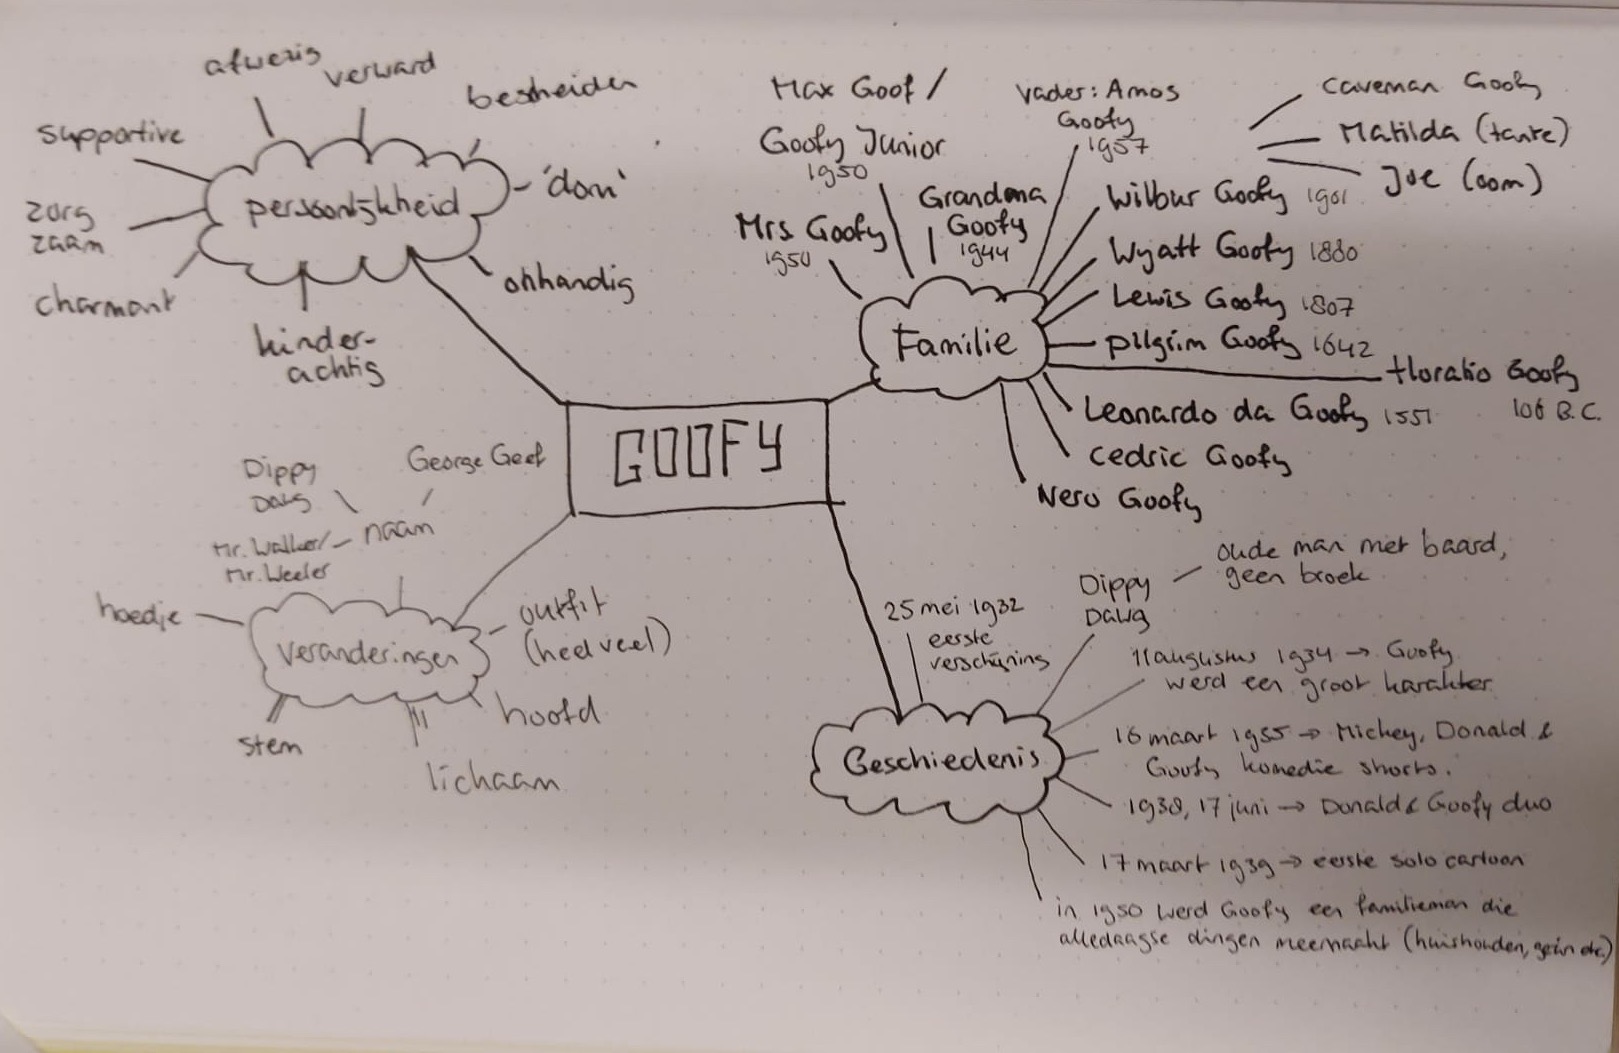 GOOFY
persoonlijkheid
afwezig
verward
bescheiden
'dom'
onhandig
kinder-
achtig
charmant
zorg
zaam
supportive
Familie
Mrs Goofy
1950
Max Goof /
Goofy Junior
1950
Grandma
Goofy
1944
vader: Amos
Goofy
1957
Caveman Goofy
Matilda (tante)
Joe (oom)
Wilbur Goofy 1901
Wyatt Goofy 1880
Lewis Goofy 1807
pilgrim Goofy 1642
Horatio Goofy
106 B.C.
Leonardo da Goofy 1551
Cedric Goofy
Nero Goofy
veranderingen
naam
Dippy
Dawg
George Geef
Mr. Walker/
Mr. Weeler
hoedje
outfit
(heel veel)
hoofd
lichaam
stem
Geschiedenis
25 mei 1932
eerste
verschijning
Dippy
Dawg
oude man met baard,
geen broek
11 augustus 1934 → Goofy
werd een groot karakter
16 maart 1935 → Mickey, Donald &
Goofy komedie shorts.
1938, 17 juni → Donald & Goofy duo
17 maart 1939 → eerste solo cartoon
in 1950 werd Goofy een familieman die
alledaagse dingen meemaakt (huishouden, gezin etc)